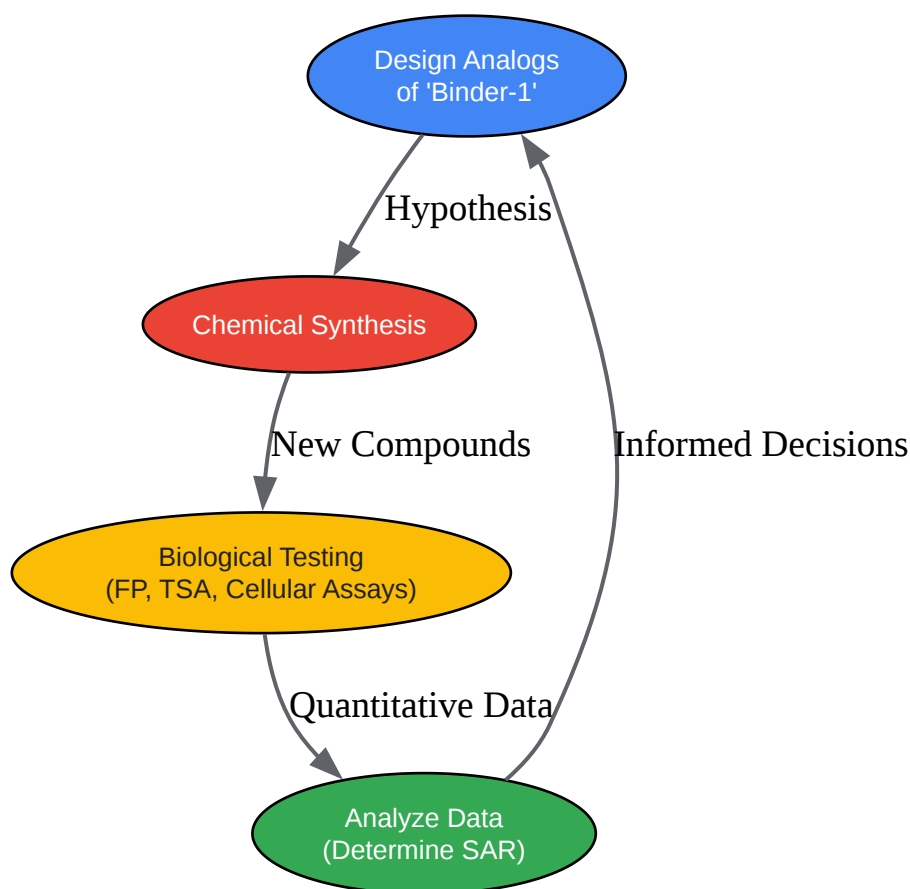 Design Analogs
of 'Binder-1'
Hypothesis
Chemical Synthesis
New Compounds
Informed Decisions
Biological Testing
(FP, TSA, Cellular Assays)
Quantitative Data
Analyze Data
(Determine SAR)